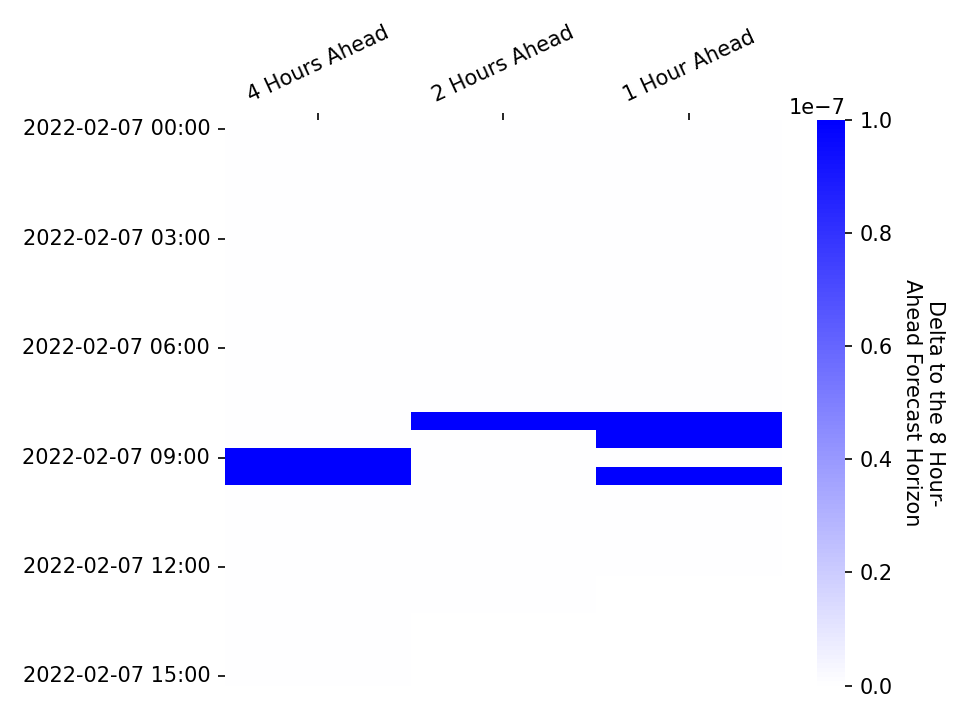 4 Hours Ahead
2 Hours Ahead
1 Hour Ahead
2022-02-07 00:00
2022-02-07 03:00
2022-02-07 06:00
2022-02-07 09:00
2022-02-07 12:00
2022-02-07 15:00
1e−7
1.0
0.8
0.6
0.4
0.2
0.0
Delta to the 8 Hour-
Ahead Forecast Horizon